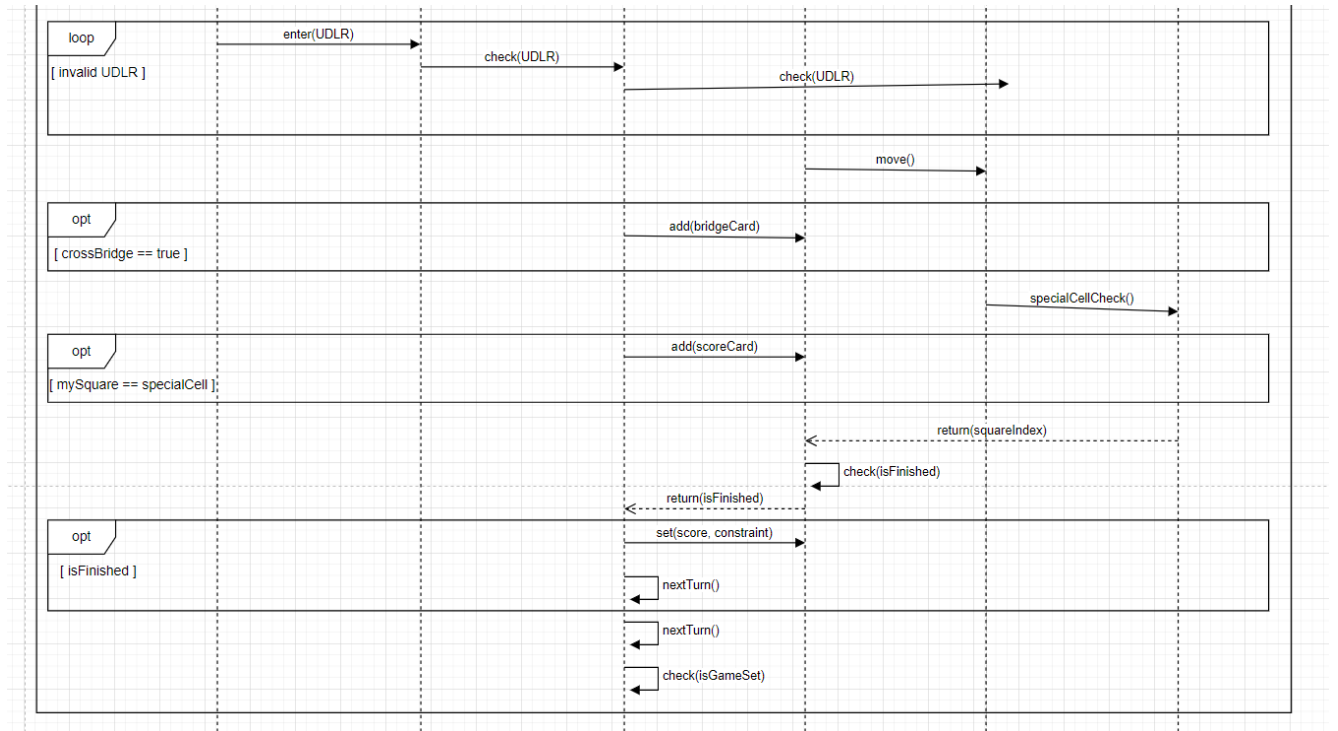 loop
enter(UDLR)
check(UDLR)
[ invalid UDLR ]
check(UDLR)
move()
opt
add(bridgeCard)
[ crossBridge == true ]
specialCellCheck()
opt
add(scoreCard)
[ mySquare == specialCell ]
return(squareIndex)
check(isFinished)
return(isFinished)
opt
set(score, constraint)
[ isFinished ]
nextTurn()
nextTurn()
check(isGameSet)